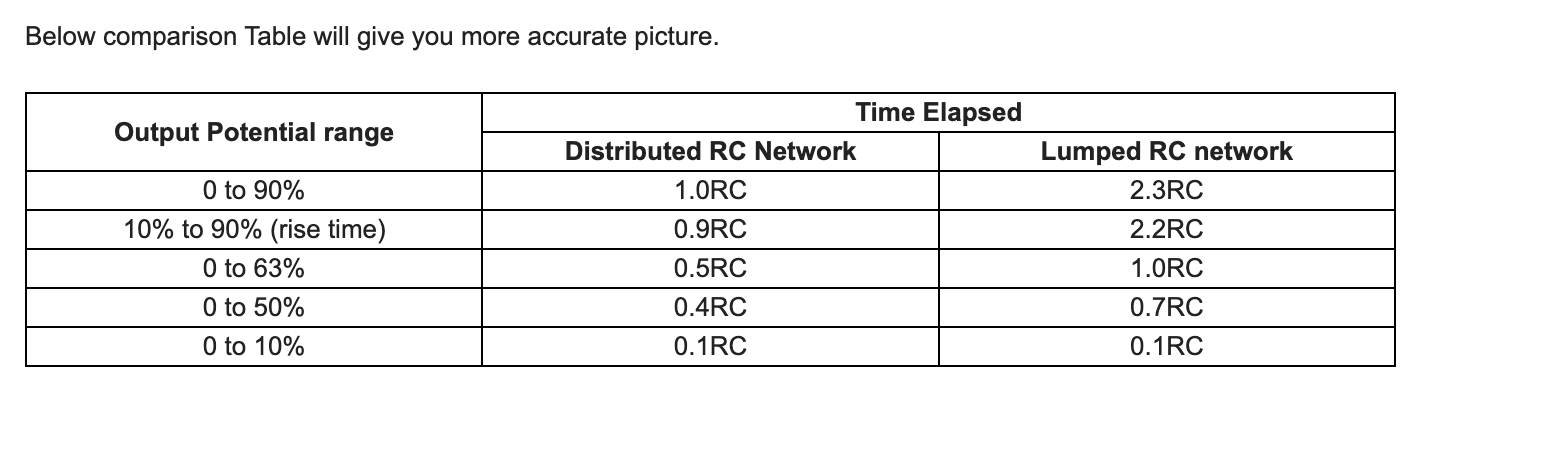 Below comparison Table will give you more accurate picture.
Output Potential range
Time Elapsed
Distributed RC Network
Lumped RC network
0 to 90%
1.0RC
2.3RC
10% to 90% (rise time)
0.9RC
2.2RC
0 to 63%
0.5RC
1.0RC
0 to 50%
0.4RC
0.7RC
0 to 10%
0.1RC
0.1RC